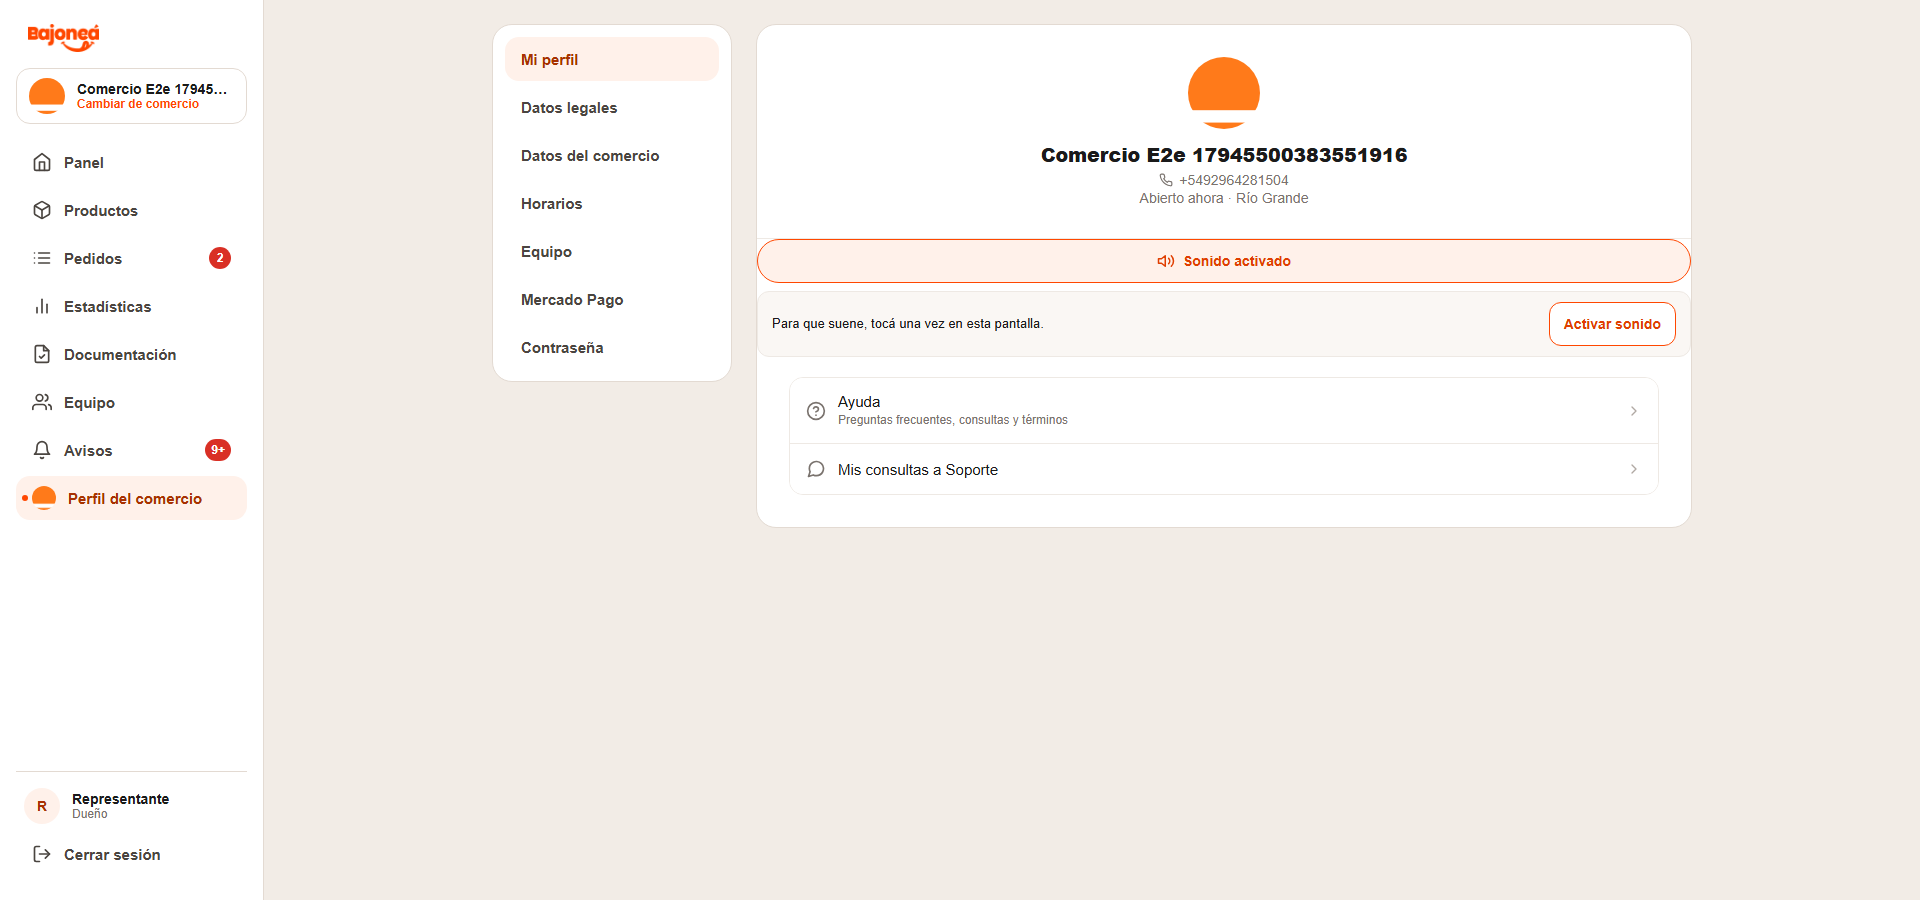 Bajoneá
Comercio E2e 17945...
Cambiar de comercio
Panel
Productos
Pedidos
2
Estadísticas
Documentación
Equipo
Avisos
9+
Perfil del comercio
R
Representante
Dueño
Cerrar sesión
Mi perfil
Datos legales
Datos del comercio
Horarios
Equipo
Mercado Pago
Contraseña
Comercio E2e 17945500383551916
+5492964281504
Abierto ahora · Río Grande
Sonido activado
Para que suene, tocá una vez en esta pantalla.
Activar sonido
Ayuda
Preguntas frecuentes, consultas y términos
Mis consultas a Soporte